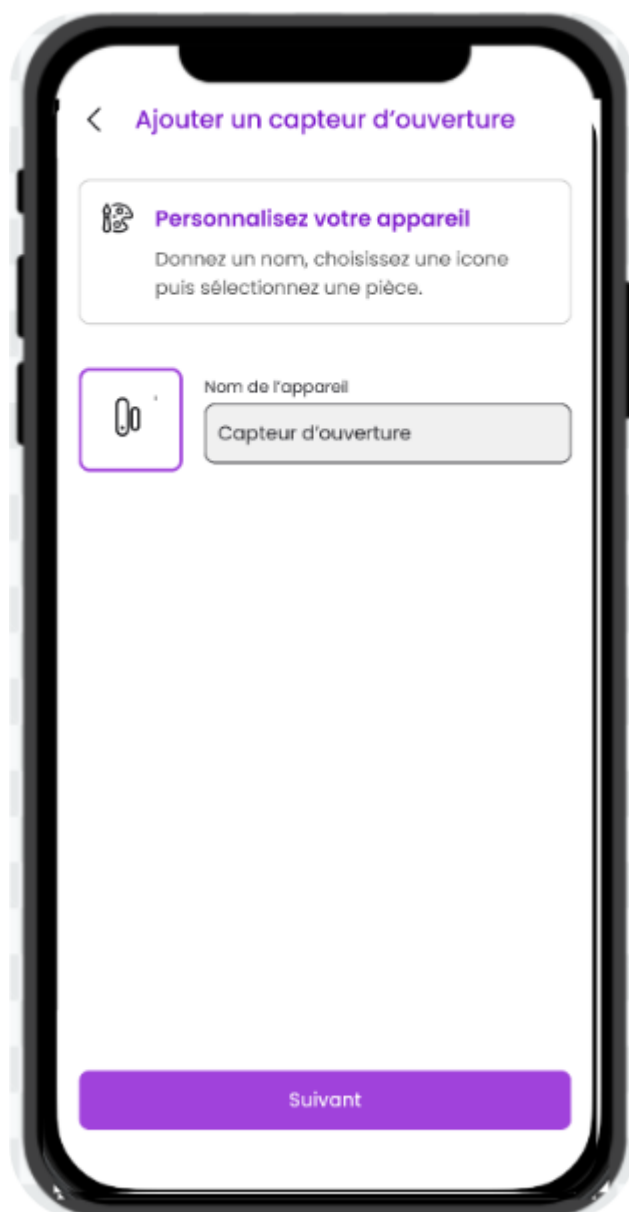 Ajouter un capteur d'ouverture
Personnalisez votre appareil
Donnez un nom, choisissez une icone
puis sélectionnez une pièce.
Nom de l'appareil
Capteur d'ouverture
Suivant